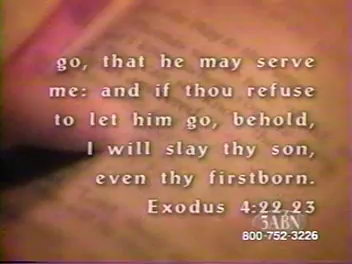 go, that he may serve
me: and if thou refuse
to let him go, behold,
I will slay thy son,
even thy firstborn.
Exodus 4:22,23
3ABN
800-752-3226